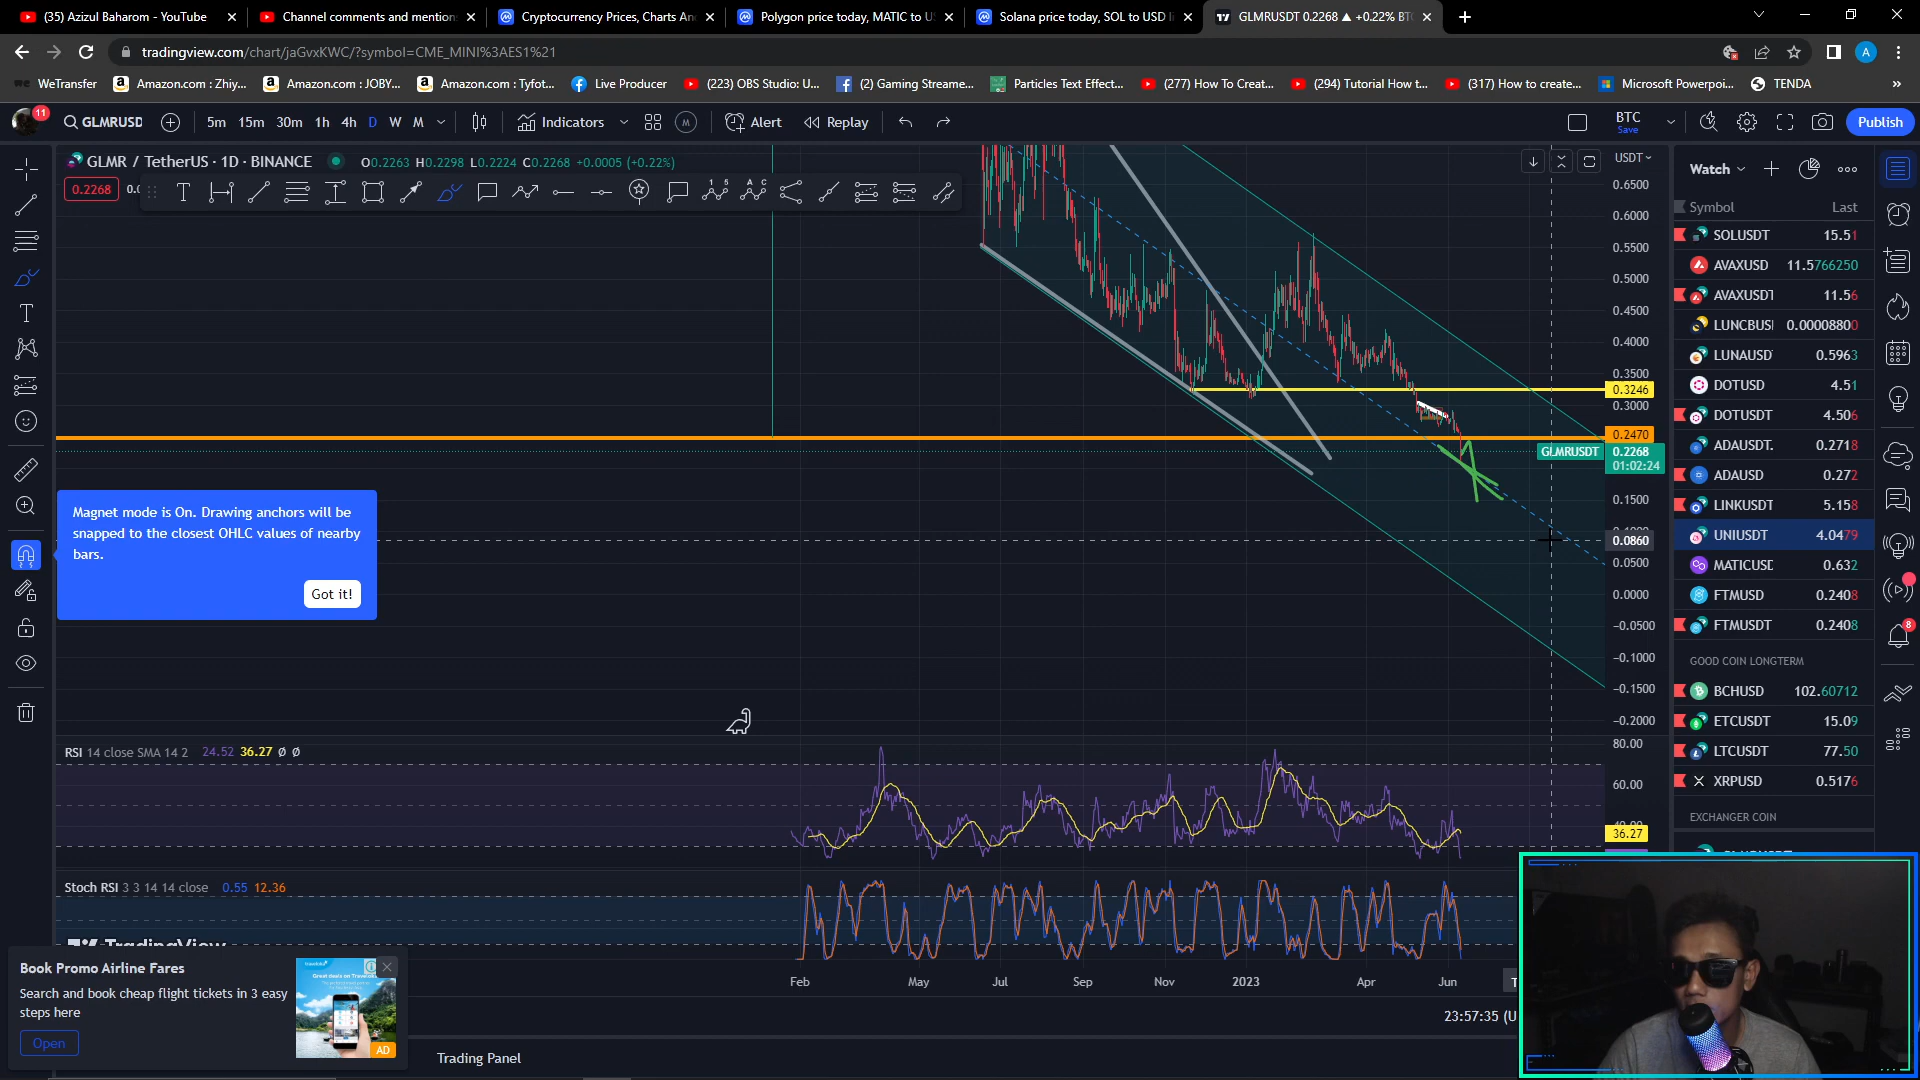 (35) Azizul Baharom - YouTube
Channel comments and mention
Cryptocurrency Prices, Charts An
Polygon price today, MATIC to U
Solana price today, SOL to USD li
GLMRUSDT 0.2268 ▲ +0.22% BT
tradingview.com/chart/jaGvxKWC/?symbol=CME_MINI%3AES1%21
WeTransfer
Amazon.com : Zhiy...
Amazon.com: JOBY...
Amazon.com : Tyfot...
Live Producer
(223) OBS Studio: U...
(2) Gaming Streame...
Particles Text Effect...
(277) How To Creat...
(294) Tutorial How t...
(317) How to create...
Microsoft Powerpoi...
TENDA
11
GLMRUSD
5m 15m 30m 1h 4h D W M
Indicators
Alert
Replay
BTC
Save
Publish
GLMR / TetherUS · 1D · BINANCE
O0.2263 H0.2298 L0.2224 C0.2268 +0.0005 (+0.22%)
0.2268
USDT
0.6500
0.6000
0.5500
0.5000
0.4500
0.4000
0.3500
0.3246
0.3000
0.2470
GLMRUSDT 0.2268
01:02:24
0.1500
0.0860
0.0500
0.0000
−0.0500
−0.1000
−0.1500
−0.2000
Magnet mode is On. Drawing anchors will be
snapped to the closest OHLC values of nearby
bars.
Got it!
RSI 14 close SMA 14 2 24.52 36.27 Ø Ø
80.00
60.00
36.27
Stoch RSI 3 3 14 14 close 0.55 12.36
TradingView
Feb May Jul Sep Nov 2023 Apr Jun
23:57:35 (U
Trading Panel
Book Promo Airline Fares
Search and book cheap flight tickets in 3 easy
steps here
Open
AD
Watch
Symbol Last
SOLUSDT 15.51
AVAXUSD 11.5766250
AVAXUSDT 11.56
LUNCBUS 0.00008800
LUNAUSD 0.5963
DOTUSD 4.51
DOTUSDT 4.506
ADAUSDT. 0.2718
ADAUSD 0.272
LINKUSDT 5.158
UNIUSDT 4.0479
MATICUSD 0.632
FTMUSD 0.2408
FTMUSDT 0.2408
GOOD COIN LONGTERM
BCHUSD 102.60712
ETCUSDT 15.09
LTCUSDT 77.50
XRPUSD 0.5176
EXCHANGER COIN
8